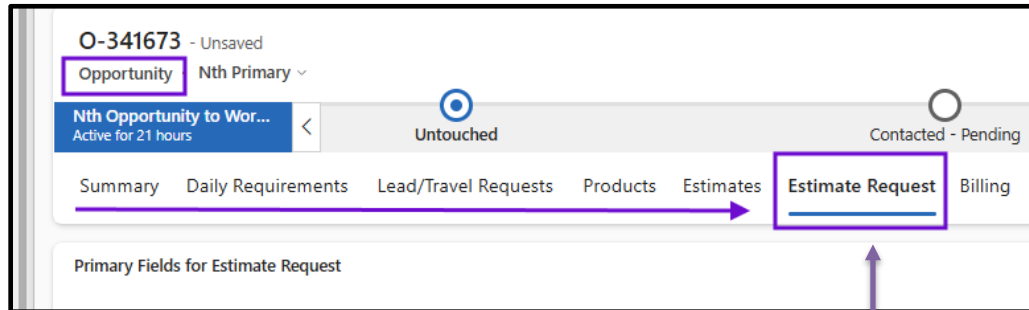 O-341673 - Unsaved
Opportunity Nth Primary
Nth Opportunity to Wor...
Active for 21 hours
Untouched
Contacted - Pending
Summary Daily Requirements Lead/Travel Requests Products Estimates Estimate Request Billing
Primary Fields for Estimate Request